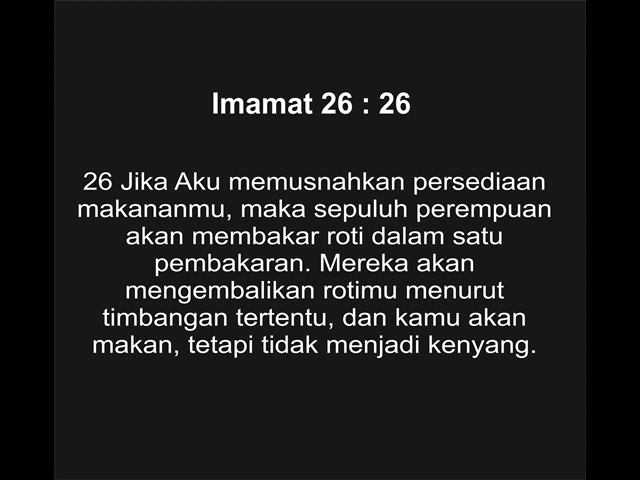 Imamat 26 : 26
26 Jika Aku memusnahkan persediaan
makananmu, maka sepuluh perempuan
akan membakar roti dalam satu
pembakaran. Mereka akan
mengembalikan rotimu menurut
timbangan tertentu, dan kamu akan
makan, tetapi tidak menjadi kenyang.